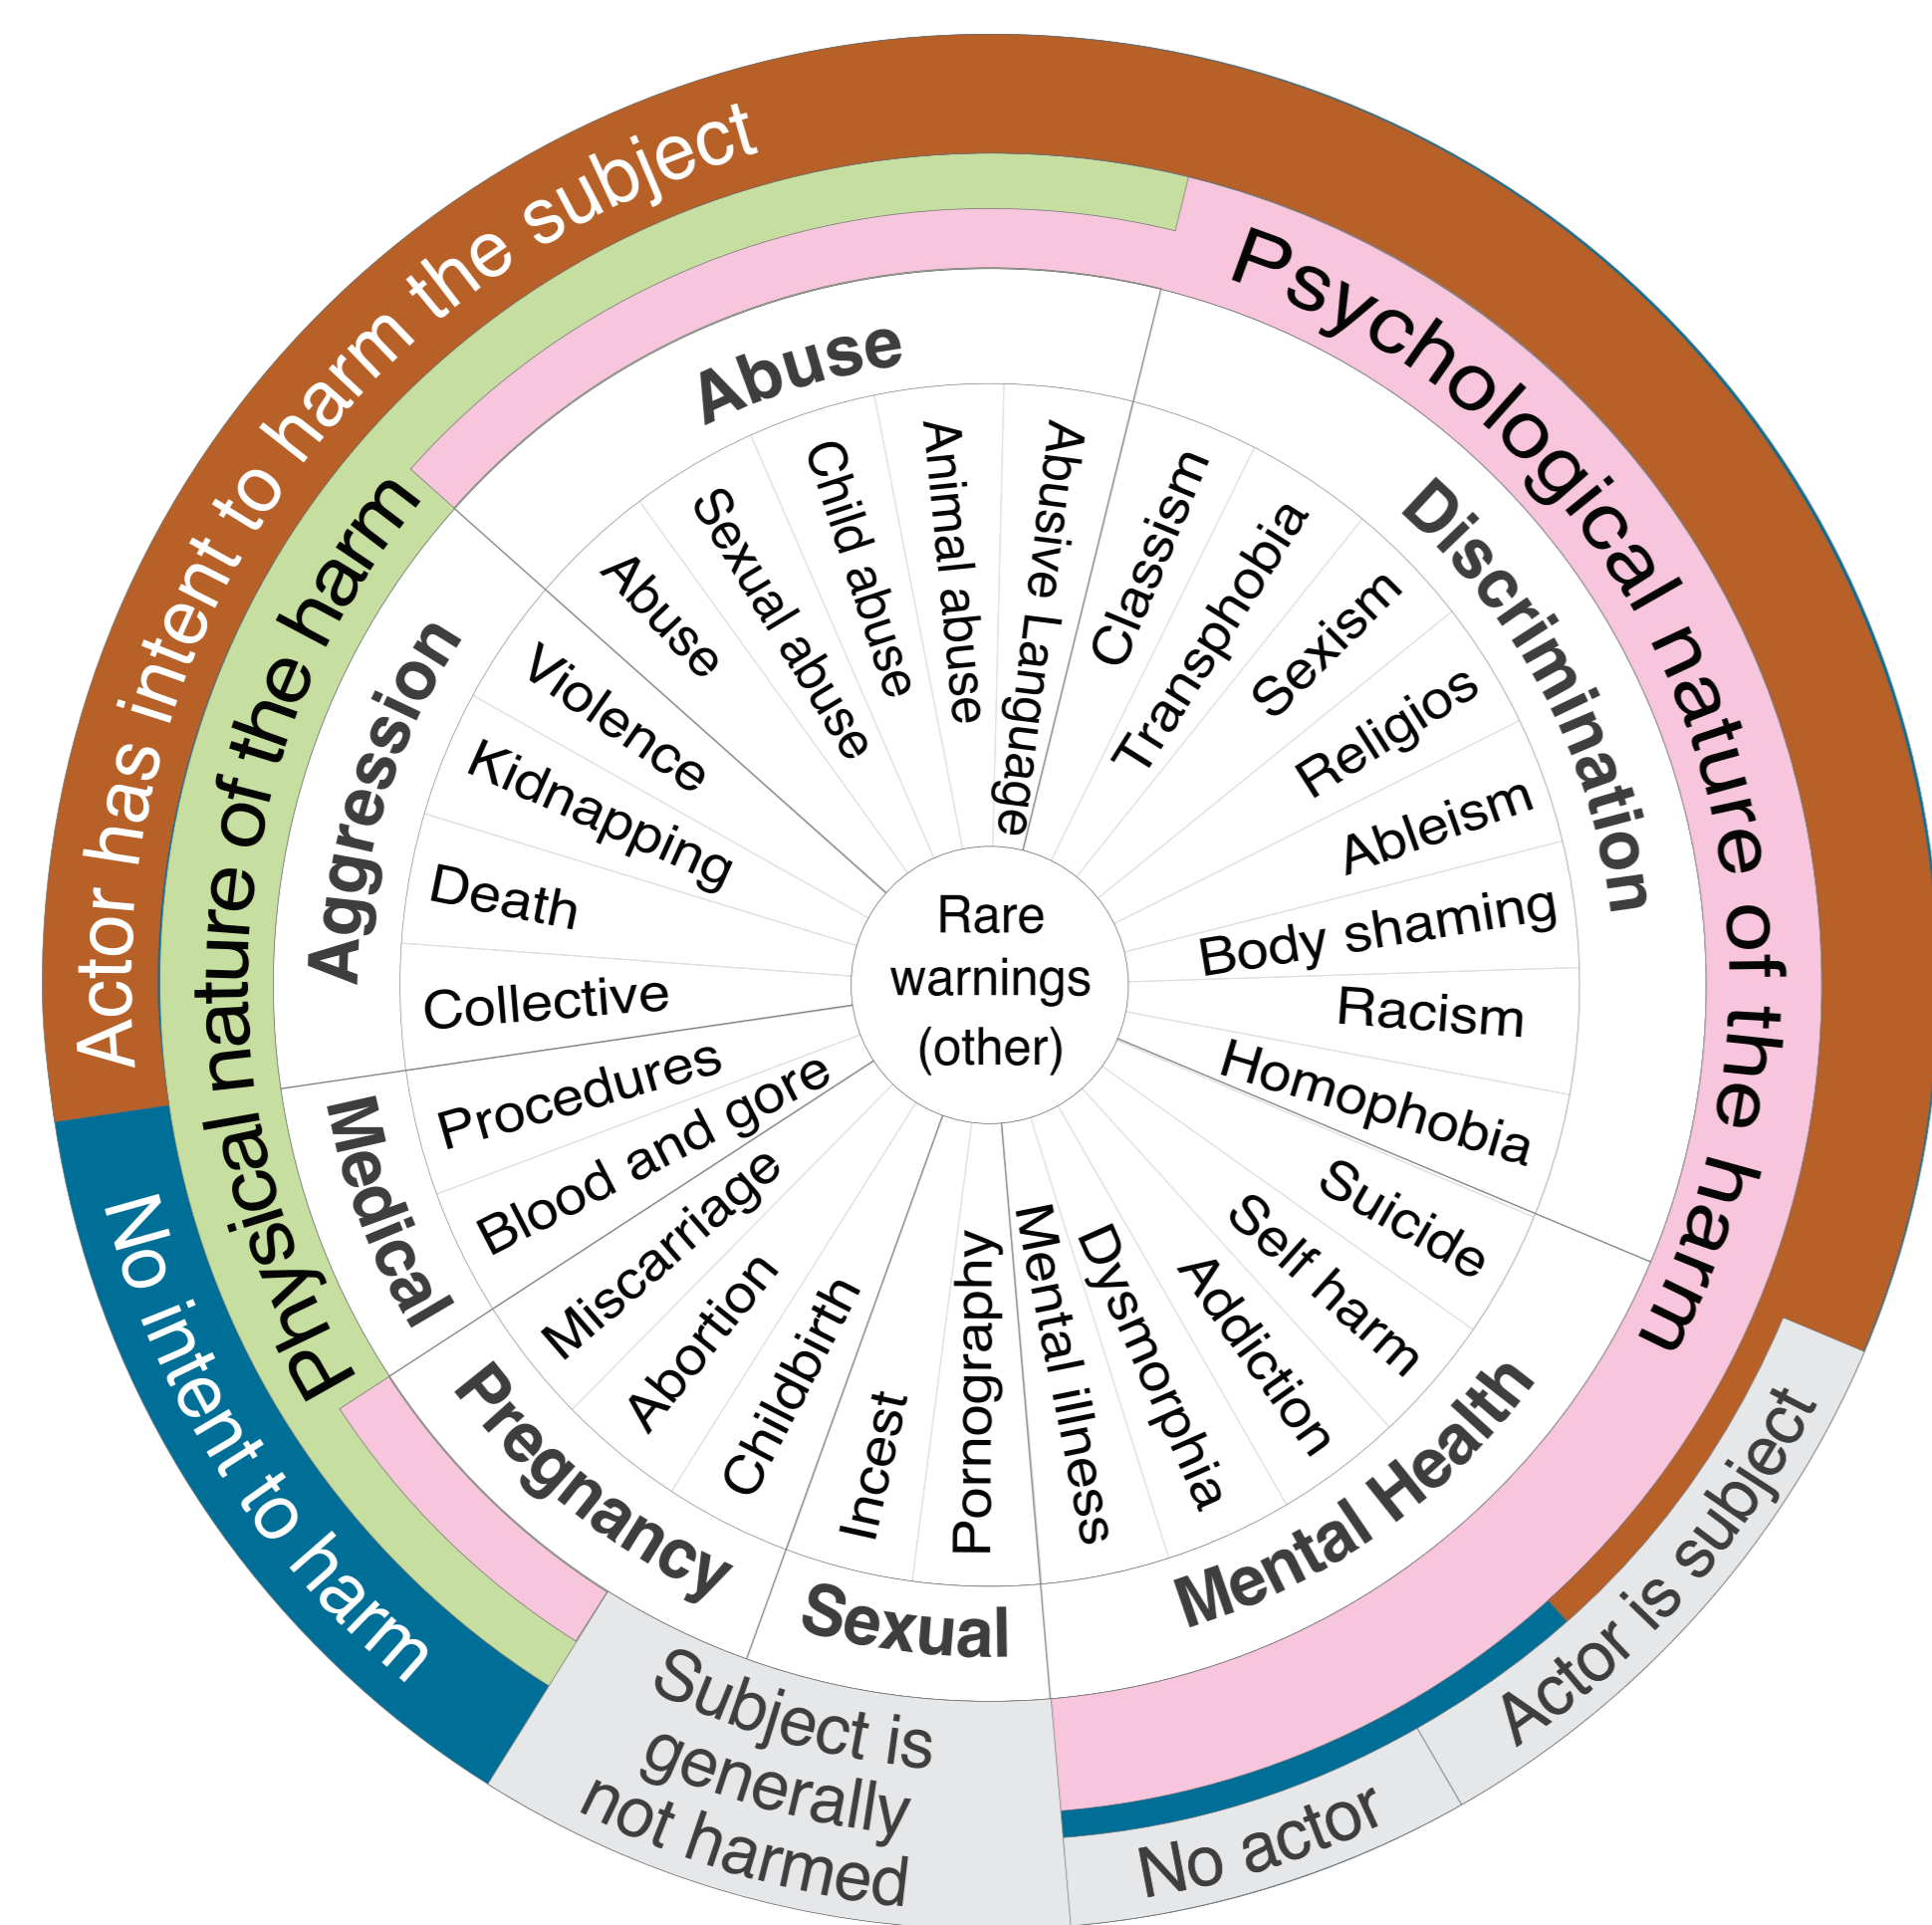 Actor has intent to harm the subject
Physical nature of the harm
Psychological nature of the harm
Abuse
Abuse
Sexual abuse
Child abuse
Animal abuse
Abusive Language
Discrimination
Classism
Transphobia
Sexism
Religios
Ableism
Body shaming
Racism
Homophobia
Mental Health
Suicide
Self harm
Addiction
Dysmorphia
Mental illness
Sexual
Pornography
Incest
Pregnancy
Childbirth
Abortion
Miscarriage
Medical
Blood and gore
Procedures
Aggression
Collective
Death
Kidnapping
Violence
Rare
warnings
(other)
No intent to harm
Subject is
generally
not harmed
No actor
Actor is subject